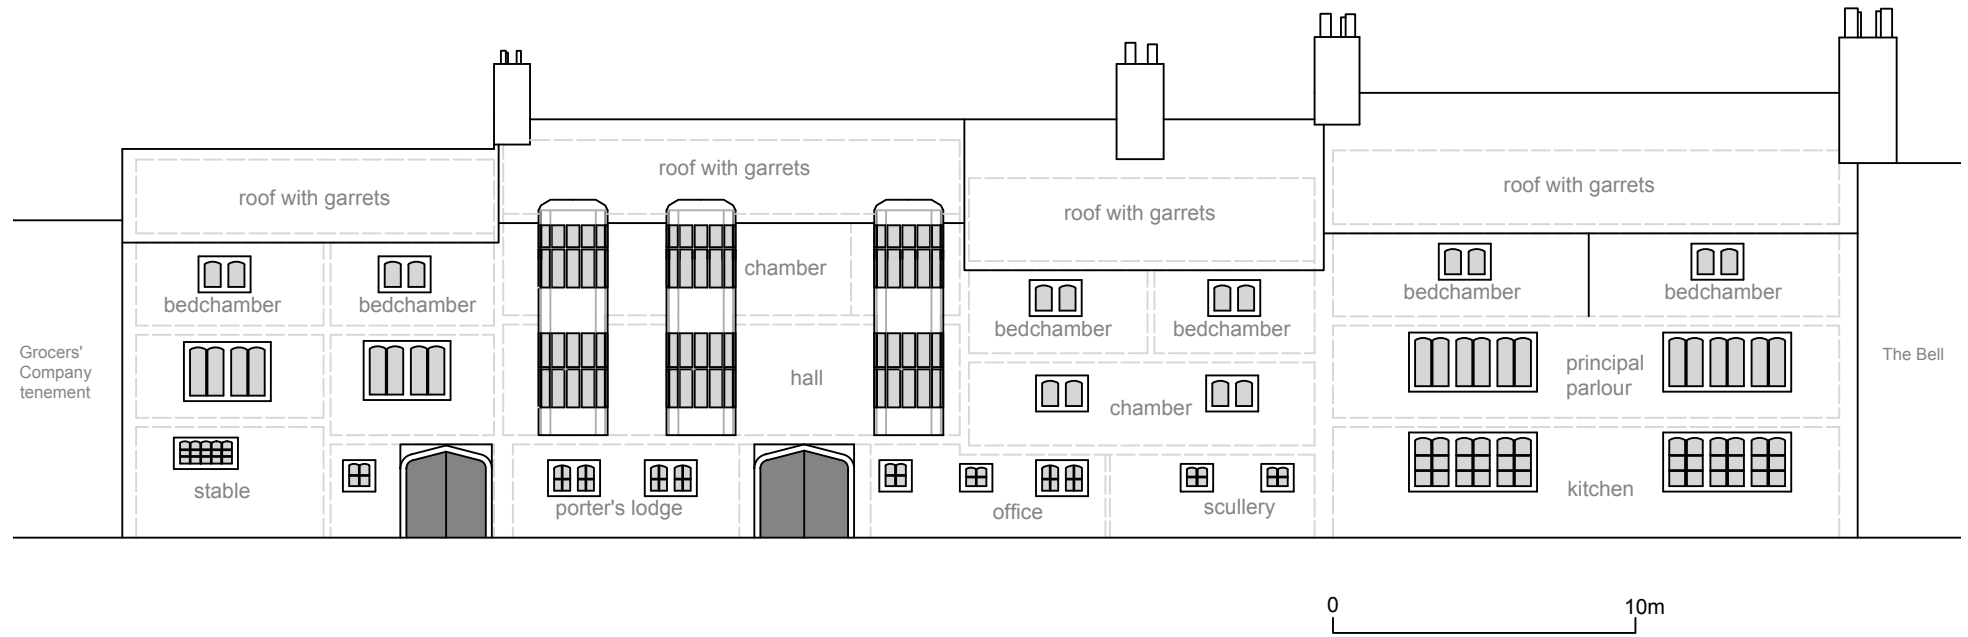 roof with garrets
roof with garrets
roof with garrets
roof with garrets
bedchamber
bedchamber
chamber
bedchamber
bedchamber
bedchamber
bedchamber
Grocers'
Company
tenement
hall
chamber
principal
parlour
The Bell
stable
porter's lodge
office
scullery
kitchen
0
10m